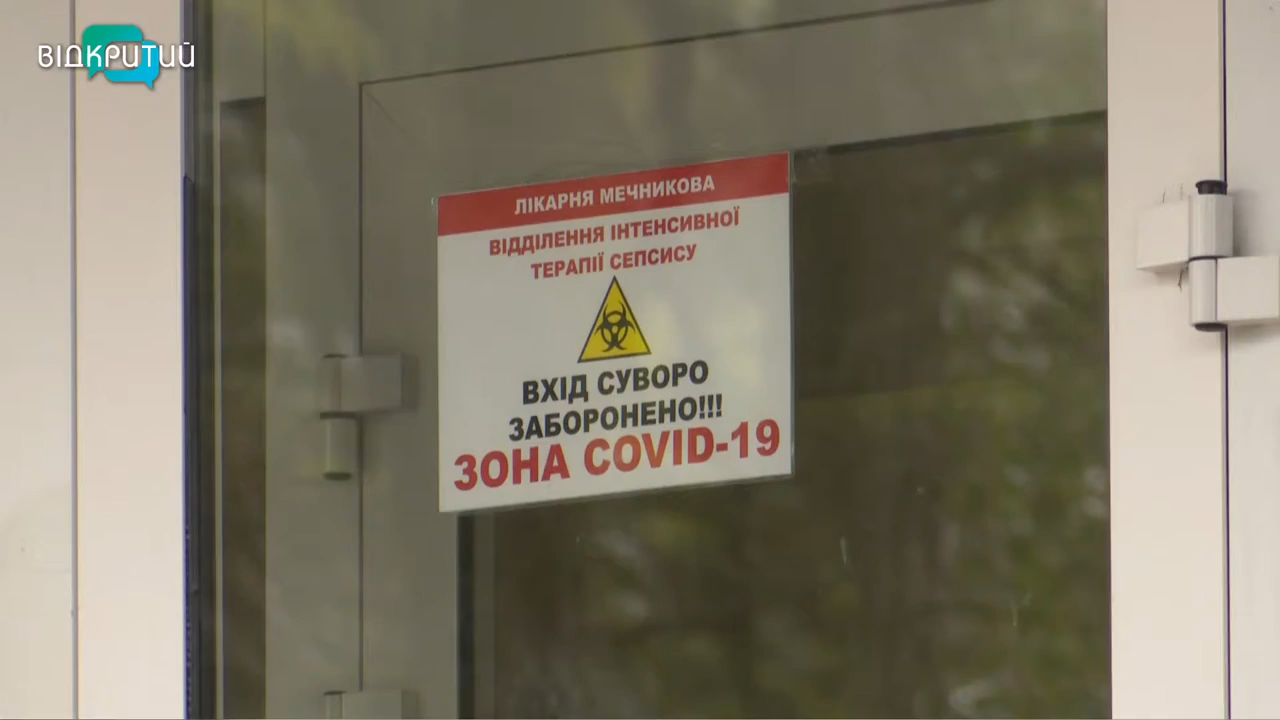 ВІДКРИТИЙ
ЛІКАРНЯ МЕЧНИКОВА
ВІДДІЛЕННЯ ІНТЕНСИВНОЇ
ТЕРАПІЇ СЕПСИСУ
ВХІД СУВОРО
ЗАБОРОНЕНО!!!
ЗОНА COVID-19